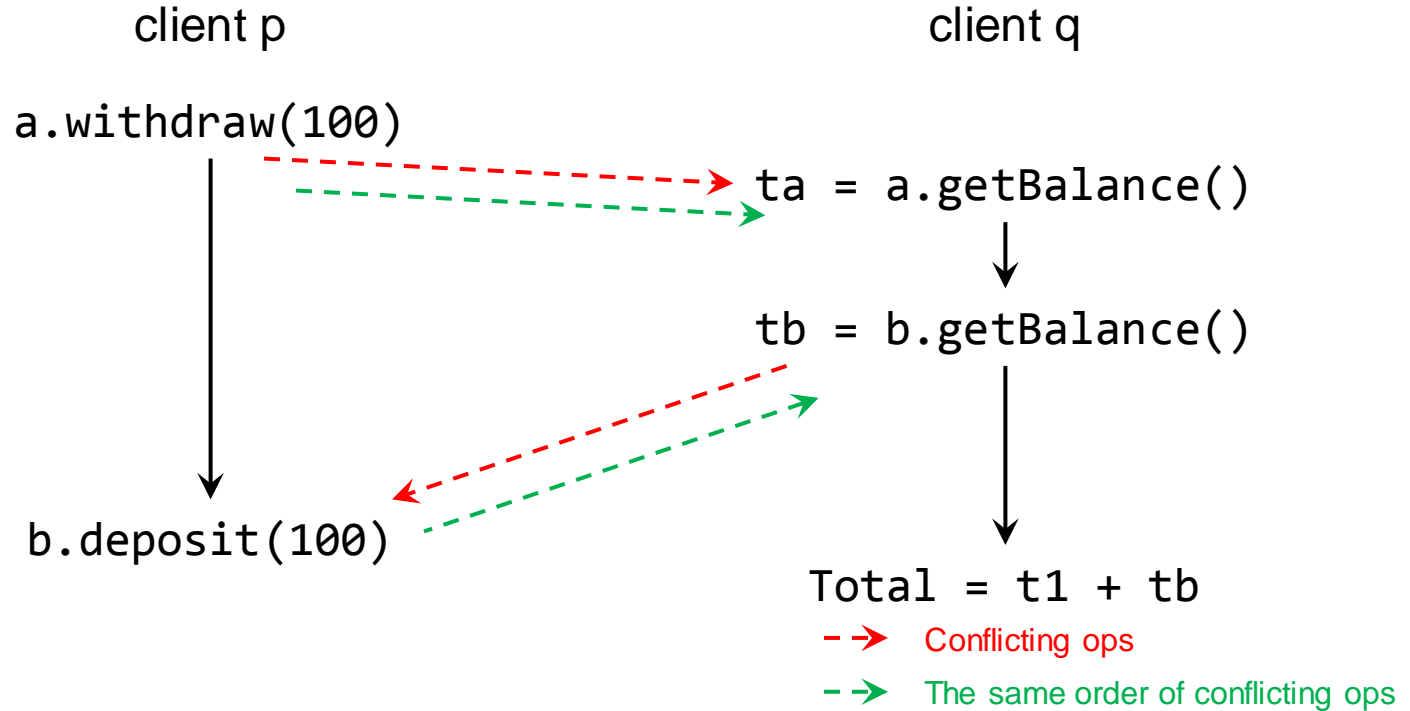 client p
client q
a.withdraw(100)
ta = a.getBalance()
tb = b.getBalance()
b.deposit(100)
Total = t1 + tb
Conflicting ops
The same order of conflicting ops